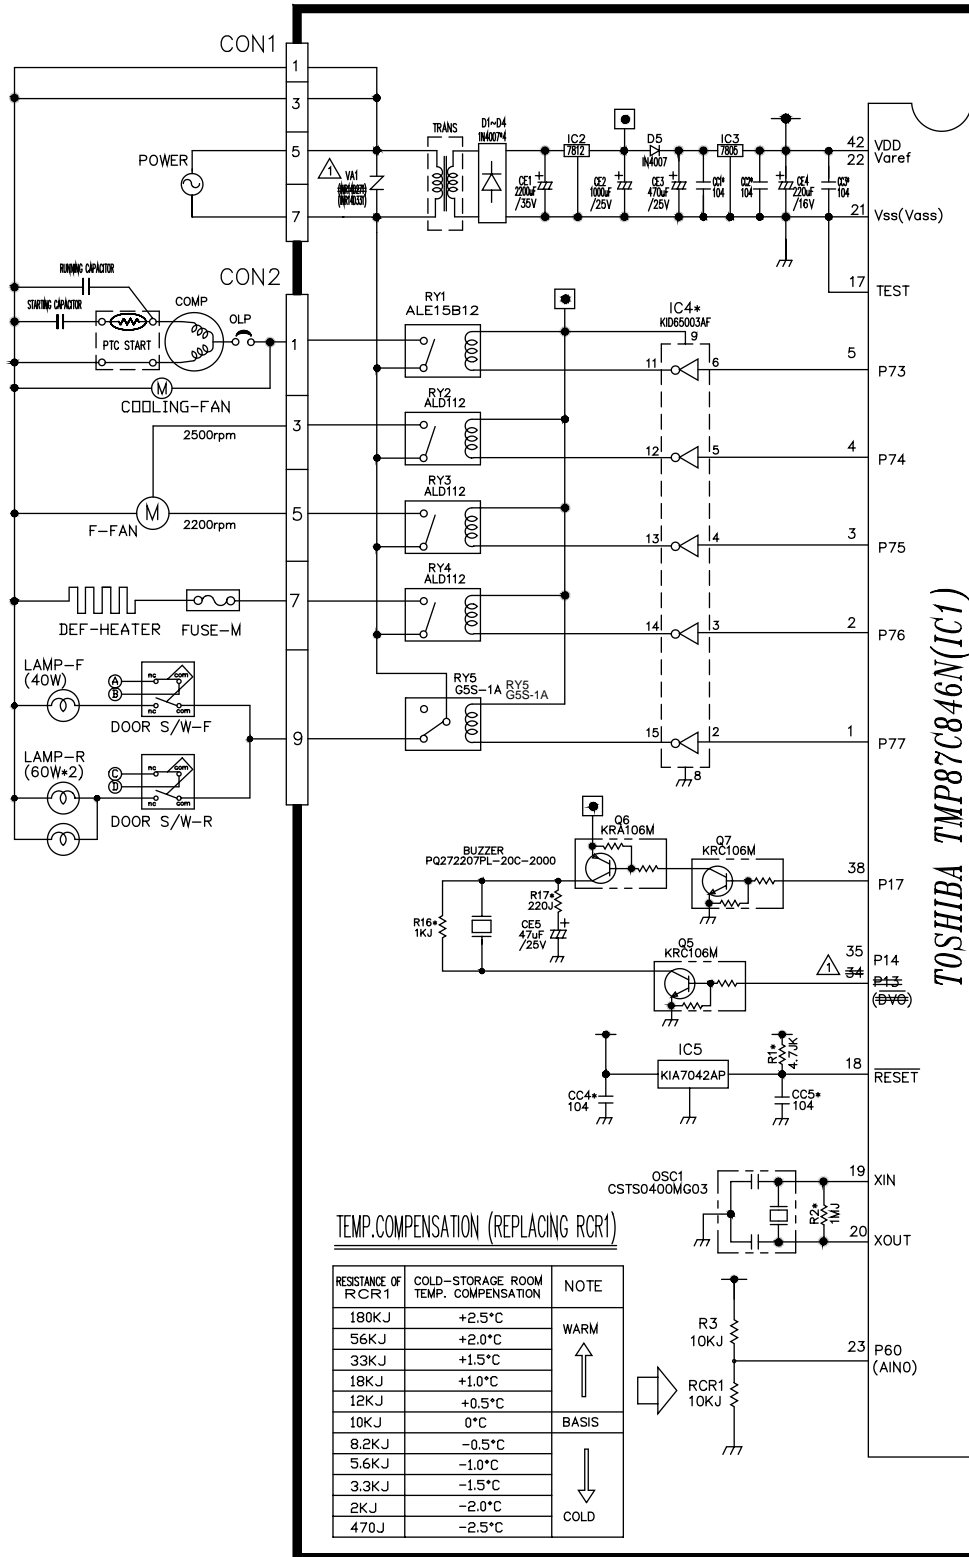 CON1
1
3
5
7
POWER
1
VA1
TRANS
D1~D4
1N4007*4
CE1
2200uF
/35V
IC2
7812
CE2
1000uF
/25V
D5
1N4007
CE3
470uF
/25V
CC1*
104
IC3
7805
CC2*
104
CE4
220uF
/16V
CC3*
104
42
VDD
22
Varef
21
Vss(Vass)
17
TEST
CON2
RUNNING CAPACITOR
STARTING CAPACITOR
COMP
OLP
PTC START
M
COOLING-FAN
1
2500rpm
3
M
F-FAN
2200rpm
5
DEF-HEATER
FUSE-M
7
LAMP-F
(40W)
A
B
nc
com
nc
com
DOOR S/W-F
9
LAMP-R
(60W*2)
C
D
nc
com
nc
com
DOOR S/W-R
RY1
ALE15B12
RY2
ALD112
RY3
ALD112
RY4
ALD112
RY5
G5S-1A
RY5
G5S-1A
IC4*
KID65003AF
9
11
6
12
5
13
4
14
3
15
2
8
5
P73
4
P74
3
P75
2
P76
1
P77
TOSHIBA TMP87C846N(IC1)
BUZZER
PQ272207PL-20C-2000
R16*
1KJ
R17*
220J
CE5
47uF
/25V
Q6
KRA106M
Q7
KRC106M
38
P17
Q5
KRC106M
1
35
P14
34
P13
(DVO)
IC5
KIA7042AP
CC4*
104
R1*
4.7JK
CC5*
104
18
RESET
OSC1
CSTS0400MG03
R2*
1MJ
19
XIN
20
XOUT
R3
10KJ
RCR1
10KJ
23
P60
(AIN0)
TEMP.COMPENSATION (REPLACING RCR1)
RESISTANCE OF RCR1 COLD-STORAGE ROOM TEMP. COMPENSATION NOTE
180KJ +2.5°C
56KJ +2.0°C
33KJ +1.5°C
18KJ +1.0°C
12KJ +0.5°C
WARM
10KJ 0°C BASIS
8.2KJ -0.5°C
5.6KJ -1.0°C
3.3KJ -1.5°C
2KJ -2.0°C
470J -2.5°C
COLD